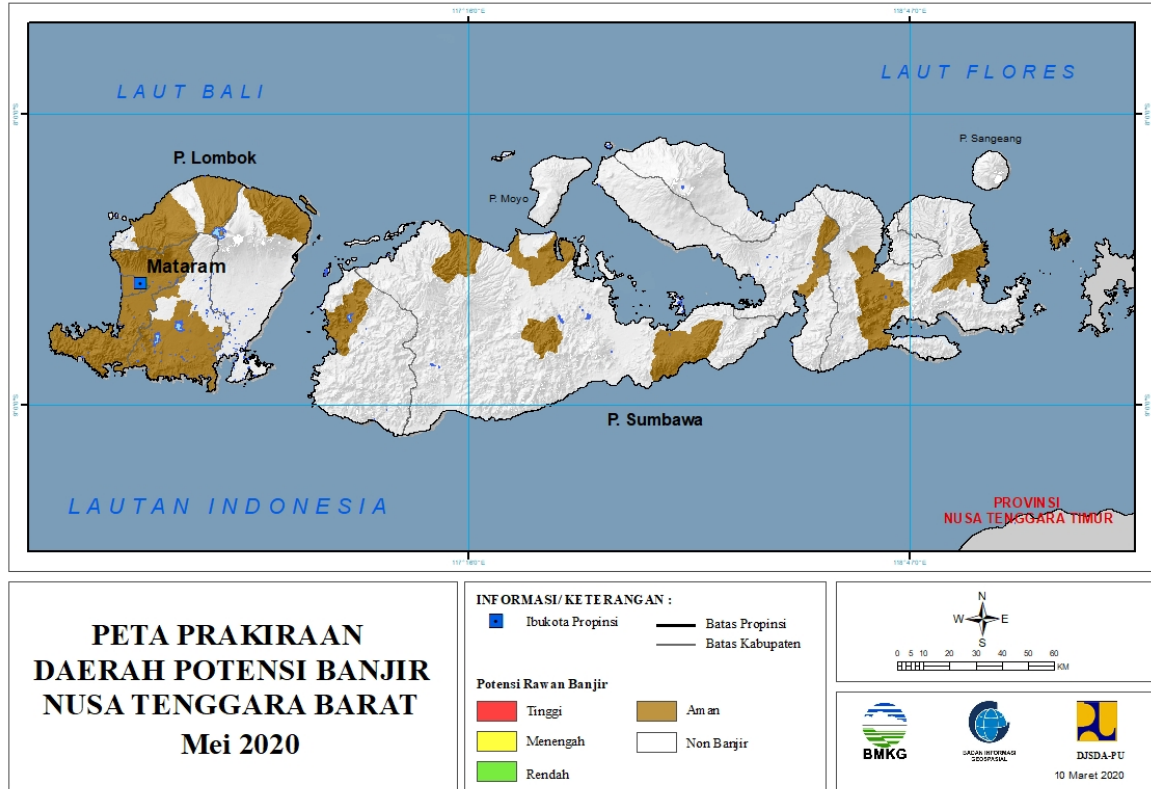 LAUT BALI
LAUT FLORES
P. Sangeang
P. Lombok
P. Moyo
Mataram
P. Sumbawa
LAUTAN INDONESIA
PROVINSI
NUSA TENGGARA TIMUR
PETA PRAKIRAAN
DAERAH POTENSI BANJIR
NUSA TENGGARA BARAT
Mei 2020
INFORMASI/ KETERANGAN :
Ibukota Propinsi
Batas Propinsi
Batas Kabupaten
Potensi Rawan Banjir
Tinggi
Aman
Menengah
Non Banjir
Rendah
N
W E
S
0 5 10 20 30 40 50 60
KM
BMKG
BADAN INFORMASI
GEOSPASIAL
DJSDA-PU
10 Maret 2020